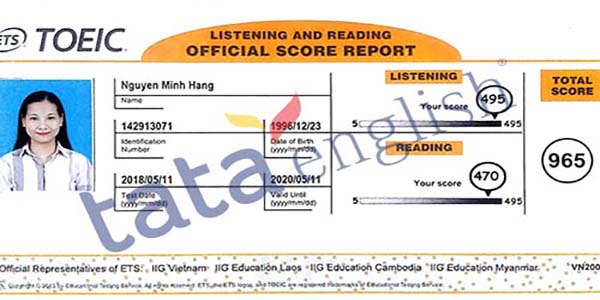 ETS TOEIC.
LISTENING AND READING
OFFICIAL SCORE REPORT
Nguyen Minh Hang
Name
142913071
Identification
Number
1996/12/23
Date of Birth
(yyyy/mm/dd)
2018/05/11
Test Date
(yyyy/mm/dd)
2020/05/11
Valid Until
(yyyy/mm/dd)
LISTENING
Your score 495
5 495
READING
Your score 470
5 495
TOTAL
SCORE
965
tata english ®
Official Representatives of ETS: IIG Vietnam IIG Education Laos IIG Education Cambodia IIG Education Myanmar VN200
by Educational Testing Service. All rights reserved. ETS, the ETS logos, and TOEIC are registered trademarks of Educational Testing Service.